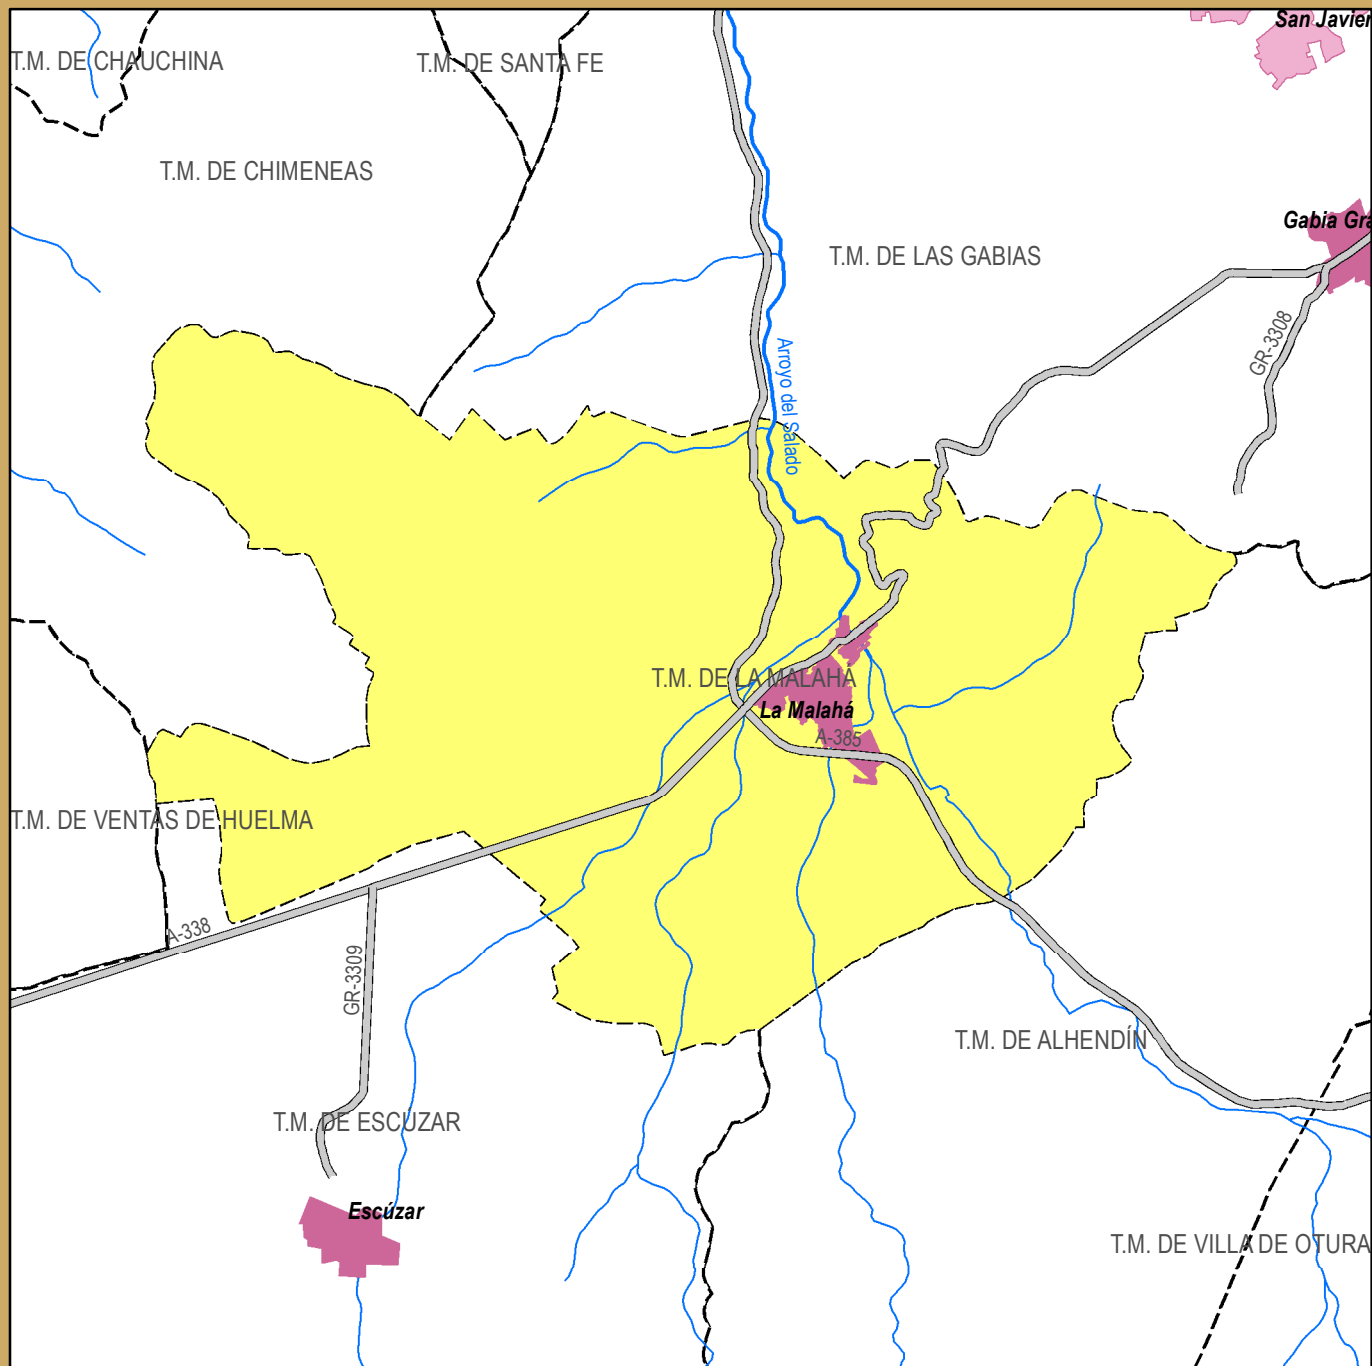 San Javier
T.M. DE CHAUCHINA
T.M. DE SANTA FE
T.M. DE CHIMENEAS
Gabia Gra
T.M. DE LAS GABIAS
GR-3308
Arroyo del Salado
T.M. DE LA MALAHÁ
La Malahá
A-385
T.M. DE VENTAS DE HUELMA
A-338
GR-3309
T.M. DE ALHENDÍN
T.M. DE ESCUZAR
Escúzar
T.M. DE VILLA DE OTURA